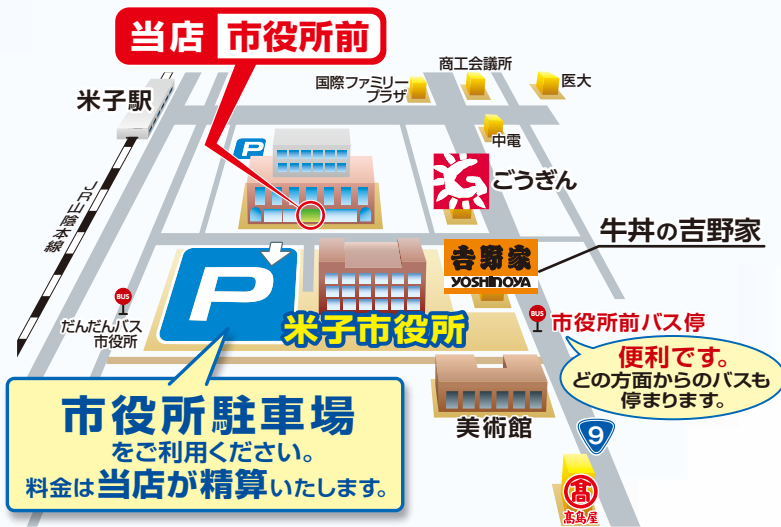 当店 市役所前
商工会議所
国際ファミリー
プラザ
医大
米子駅
中電
P
ごうぎん
JR山陰本線
牛丼の吉野家
吉野家
YOSHINOYA
P
BUS
だんだんバス
市役所
米子市役所
BUS
市役所前バス停
便利です。
どの方面からのバスも
停まります。
市役所駐車場
をご利用ください。
料金は当店が精算いたします。
美術館
9
髙
髙島屋